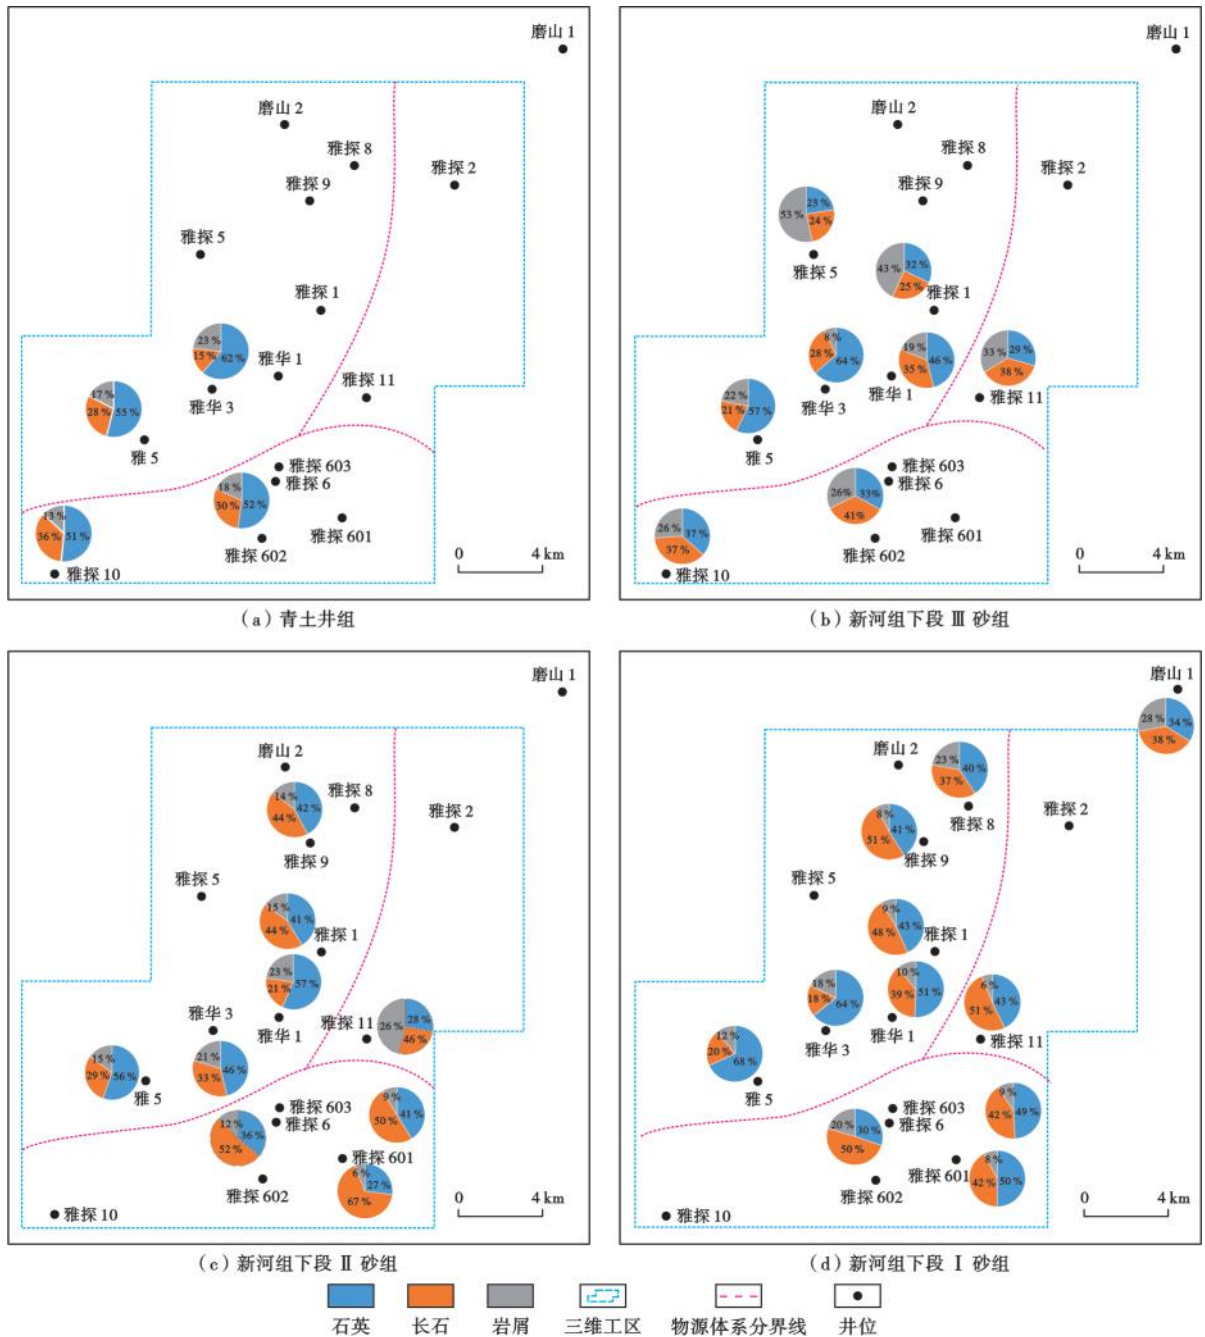 磨山 1
磨山 2
雅探 8
雅探 2
雅探 9
雅探 5
雅探 1
23 %
15 %
62 %
雅华 1
雅探 11
雅华 3
17 %
28 %
55 %
雅 5
雅探 603
雅探 6
18 %
30 %
52 %
雅探 601
雅探 602
13 %
36 %
51 %
雅探 10
0 4 km
(a) 青土井组
磨山 1
磨山 2
雅探 8
雅探 2
雅探 9
53 %
23 %
24 %
雅探 5
43 %
32 %
25 %
雅探 1
8 %
28 %
64 %
19 %
46 %
35 %
33 %
29 %
38 %
雅华 3
雅华 1
雅探 11
22 %
21 %
57 %
雅 5
雅探 603
雅探 6
26%
33%
41%
雅探 601
雅探 602
26 %
37 %
37 %
雅探 10
0 4 km
(b) 新河组下段 Ⅲ 砂组
磨山 1
磨山 2
14 %
42 %
44 %
雅探 8
雅探 2
雅探 9
雅探 5
15 %
41 %
44 %
雅探 1
23 %
21 %
57 %
雅华 3
雅华 1
雅探 11
26 %
28 %
46 %
15 %
29 %
56 %
雅 5
21 %
33 %
46 %
雅探 603
雅探 6
12 %
36 %
52 %
9 %
50 %
41 %
雅探 601
6 %
27 %
67 %
雅探 602
雅探 10
0 4 km
(c) 新河组下段 Ⅱ 砂组
磨山 1
28 %
34 %
38 %
磨山 2
23 %
40 %
37 %
雅探 8
雅探 2
8 %
41 %
51 %
雅探 9
雅探 5
9 %
43 %
48 %
雅探 1
18 %
18 %
64 %
10 %
39 %
51 %
6 %
43 %
51 %
雅华 3
雅华 1
雅探 11
12 %
20 %
68 %
雅 5
雅探 603
雅探 6
20 %
30 %
50 %
9 %
42 %
49 %
雅探 601
8 %
42 %
50 %
雅探 602
雅探 10
0 4 km
(d) 新河组下段 Ⅰ 砂组
石英 长石 岩屑 三维工区 物源体系分界线 井位